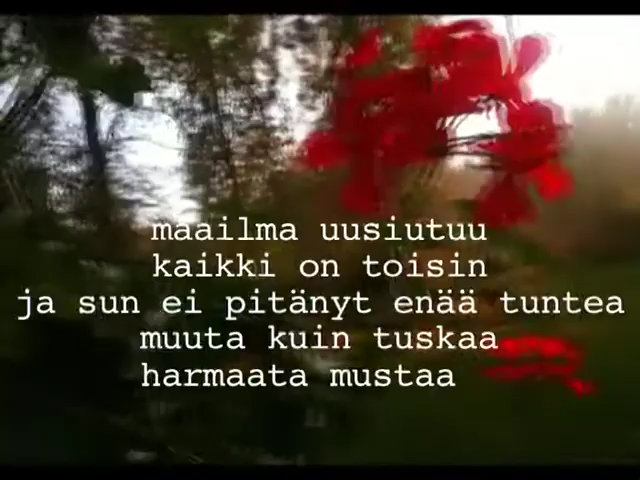 maailma uusiutuu
kaikki on toisin
ja sun ei pitänyt enää tuntea
muuta kuin tuskaa
harmaata mustaa